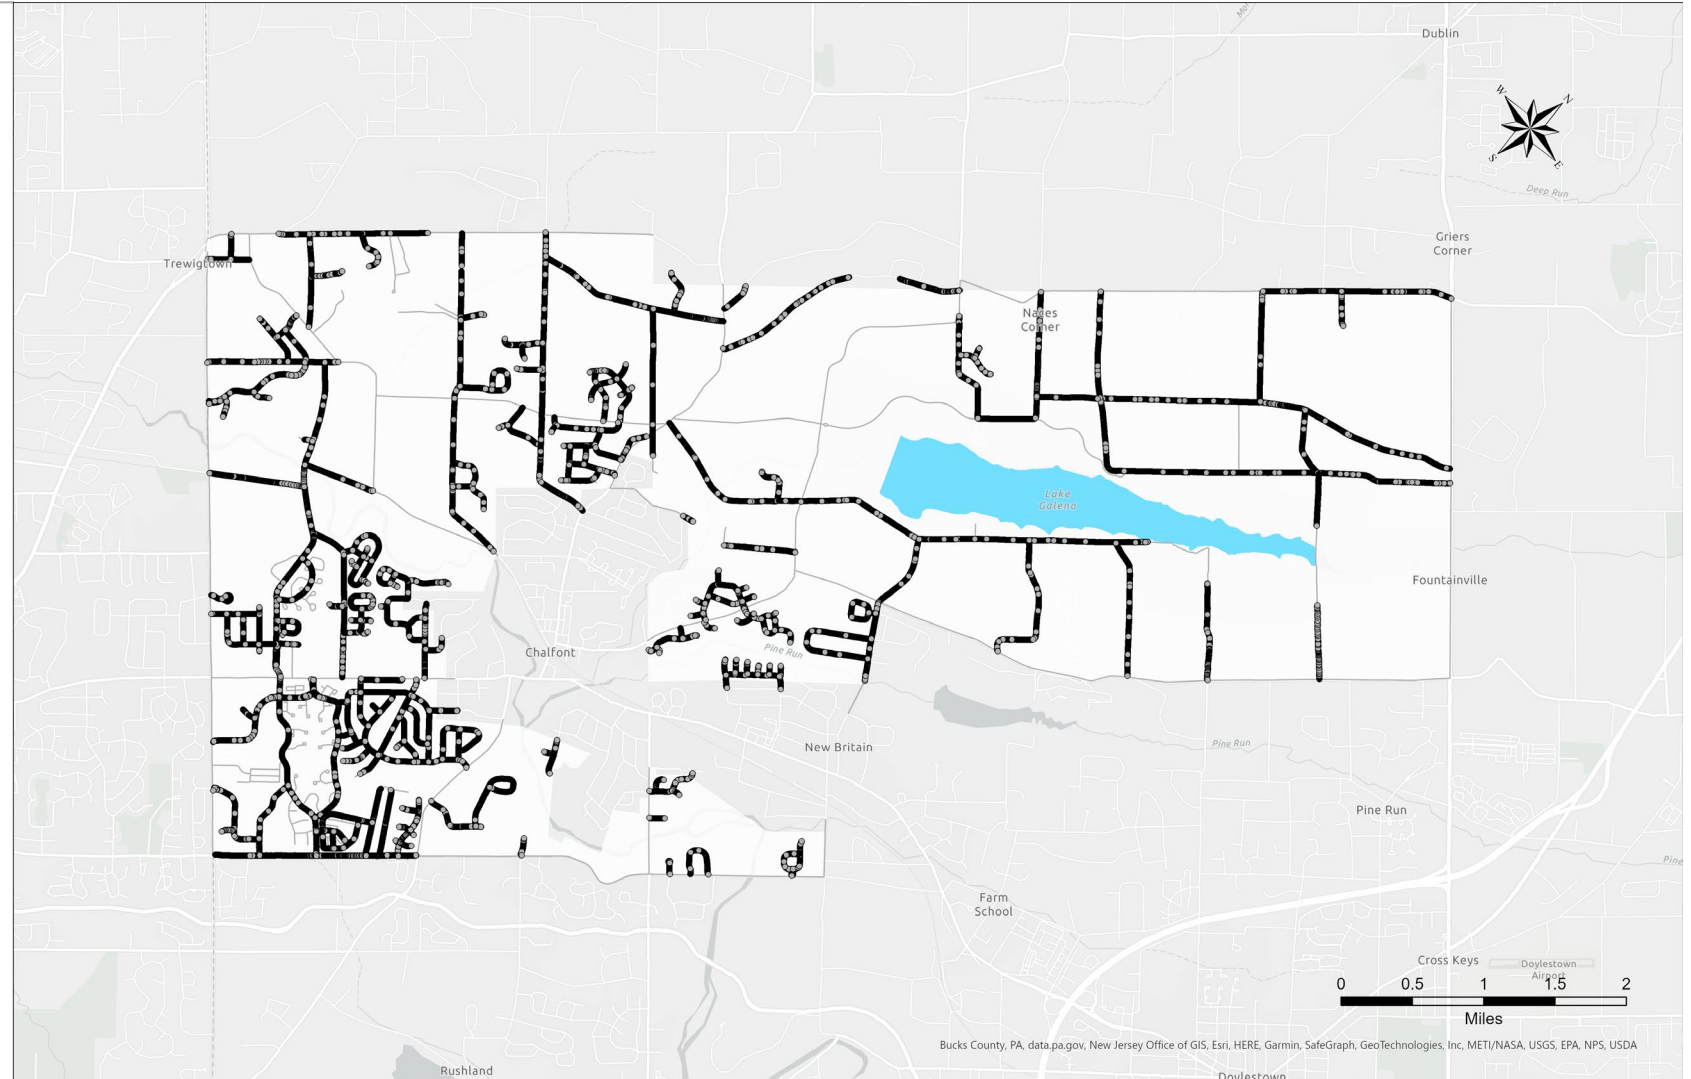 Mor
Dublin
W
N
S
E
Deep Run
Griers
Corner
Trewigtown
Naces
Corner
Lake
Galena
Fountainville
Chalfont
Pine Run
New Britain
Pine Run
Pine Run
Pine
Farm
School
Cross Keys
Doylestown
Airport
0 0.5 1 1.5 2
Miles
Bucks County, PA, data.pa.gov, New Jersey Office of GIS, Esri, HERE, Garmin, SafeGraph, GeoTechnologies, Inc, METI/NASA, USGS, EPA, NPS, USDA
Rushland
Doylestown